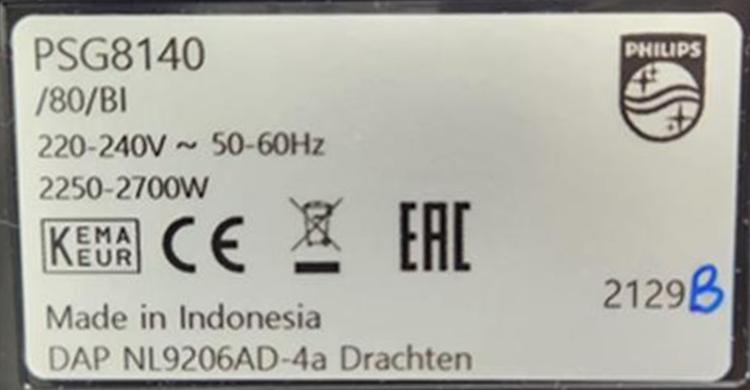 PSG8140
PHILIPS
/80/BI
220-240V ~ 50-60Hz
2250-2700W
KEMA
KEUR
CE
EAC
2129B
Made in Indonesia
DAP NL9206AD-4a Drachten